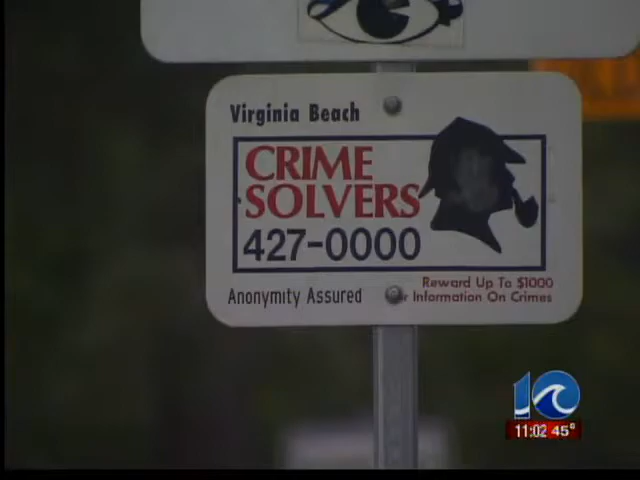 Virginia Beach
CRIME
SOLVERS
427-0000
Anonymity Assured
Reward Up To $1000
Information On Crimes
10
11:02 45°